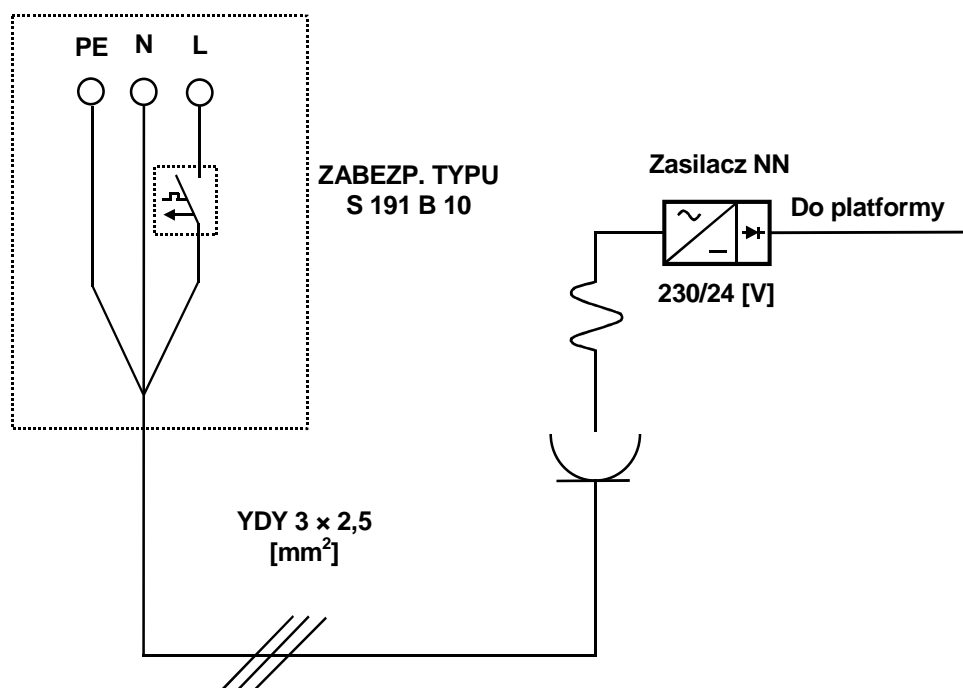 PE N L
ZABEZP. TYPU
S 191 B 10
Zasilacz NN
Do platformy
230/24 [V]
YDY 3 × 2,5
[mm²]